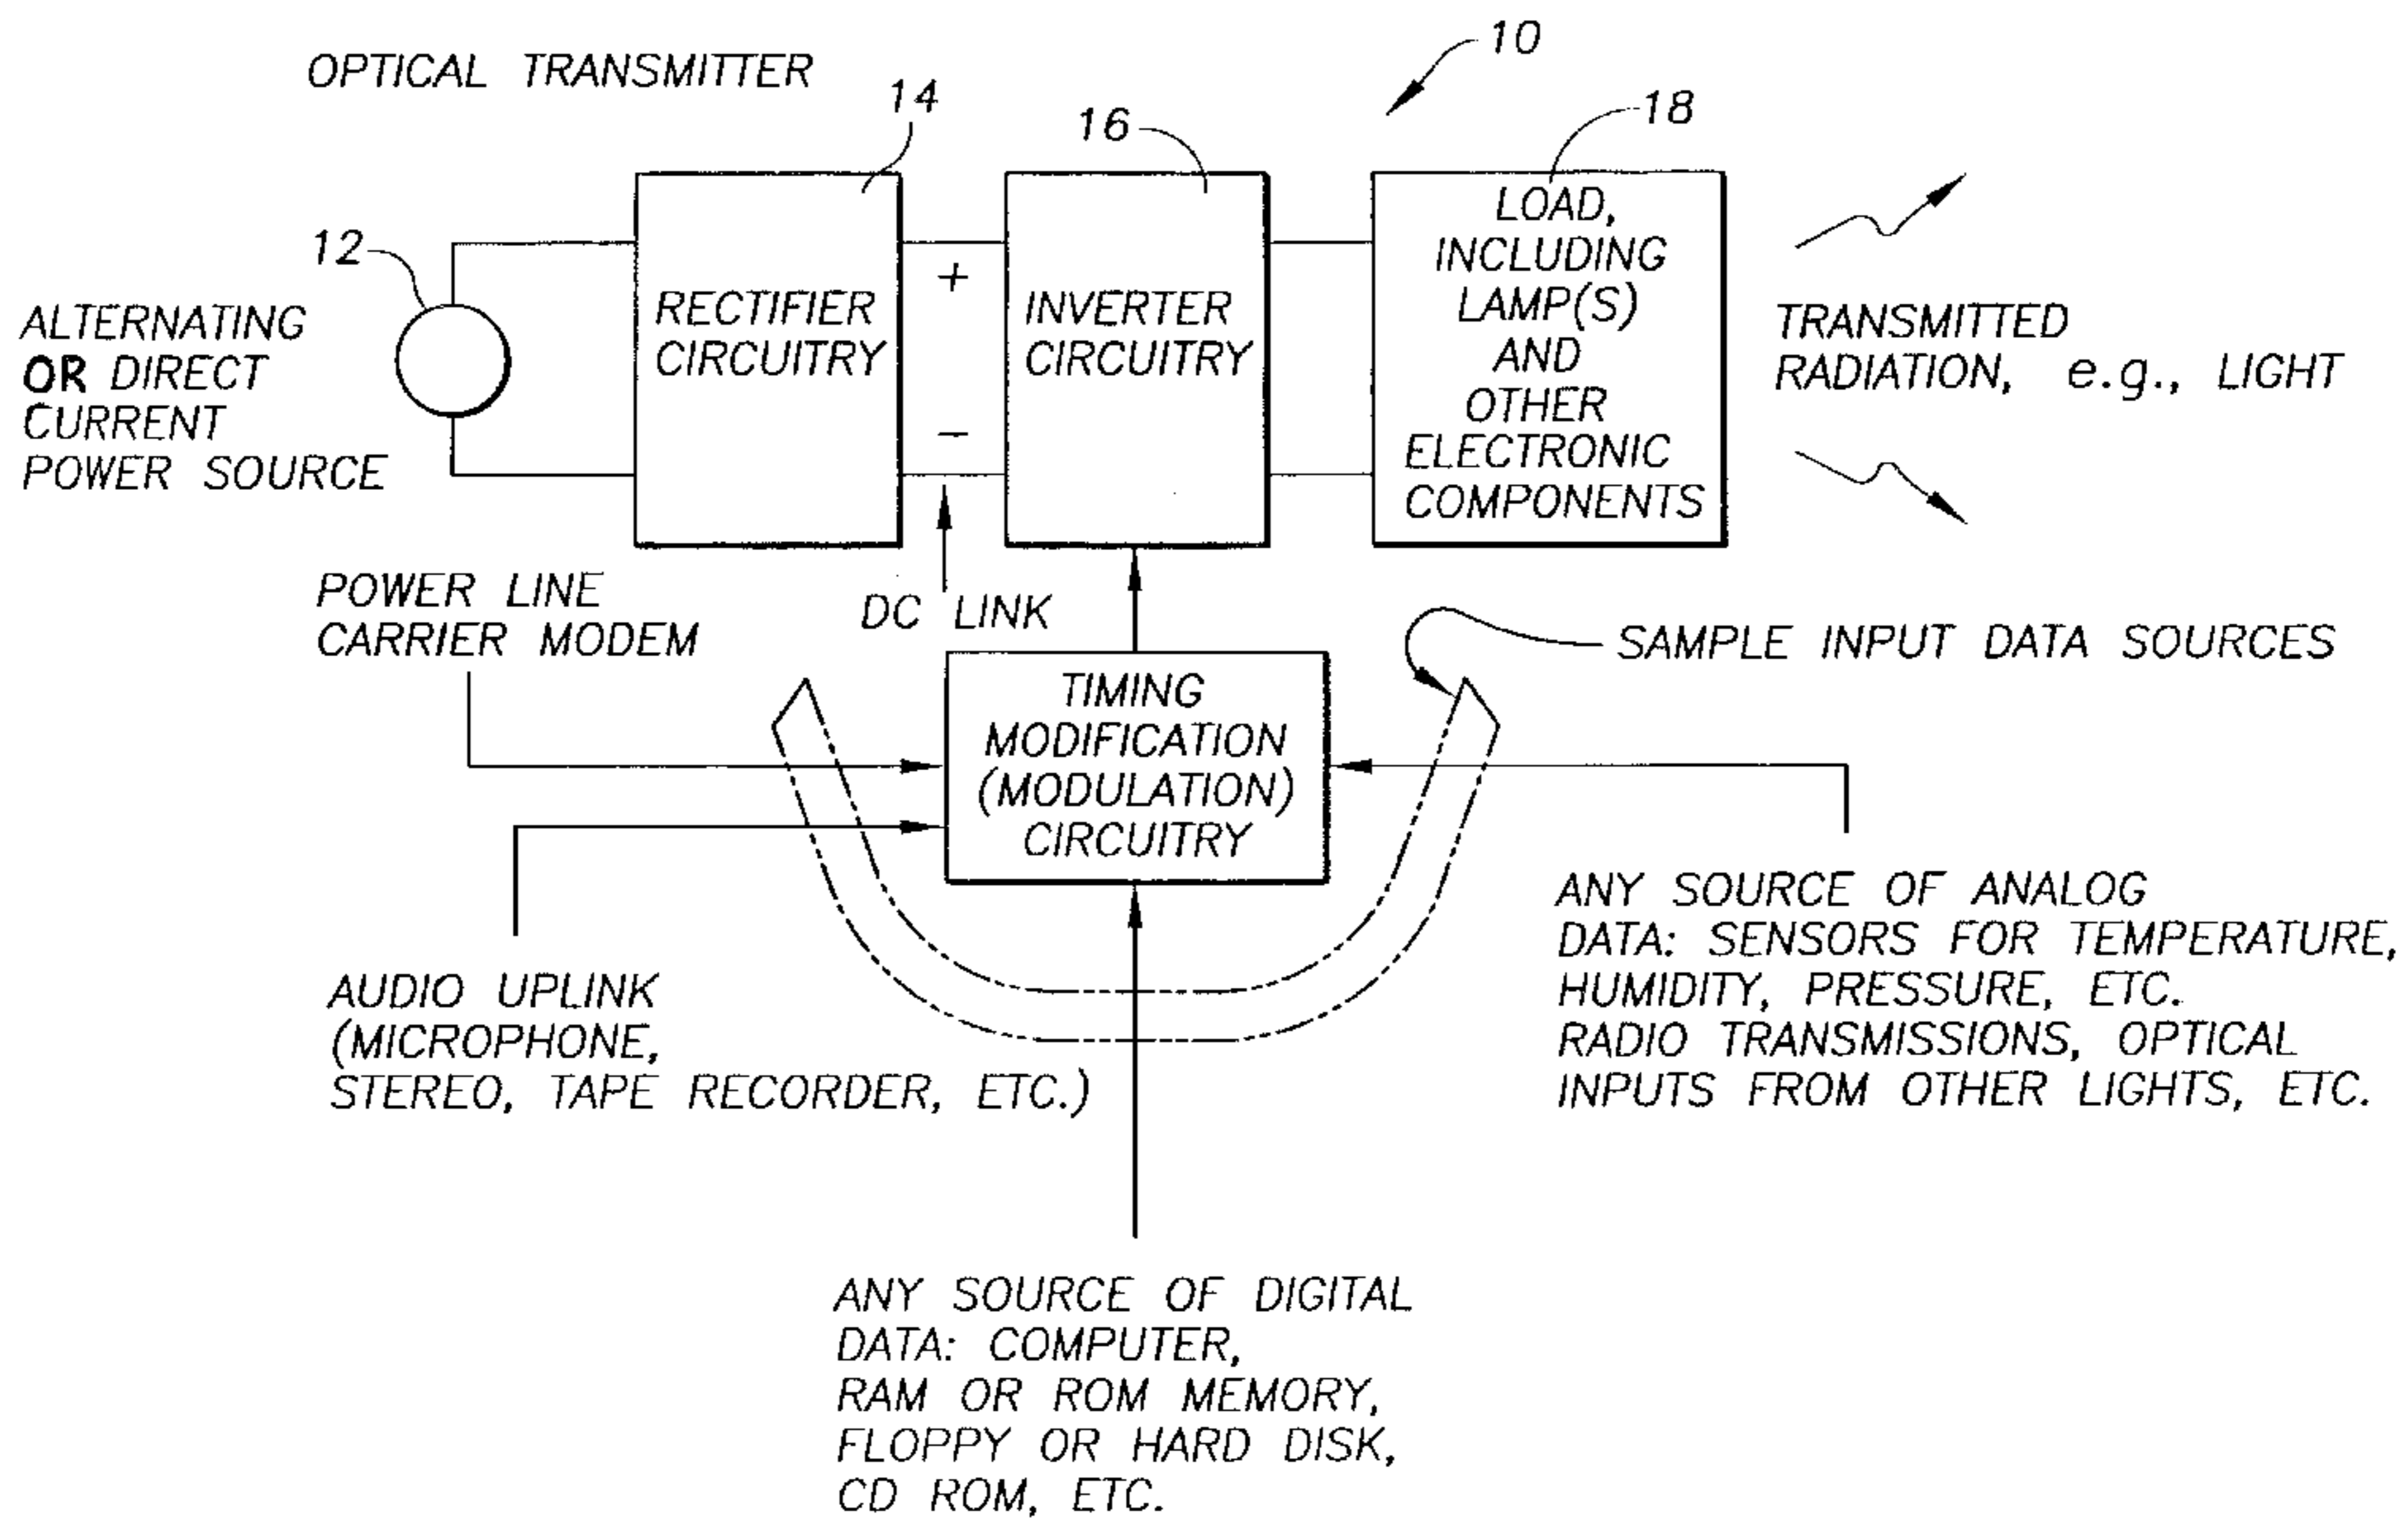 OPTICAL TRANSMITTER
10
14
16
18
12
ALTERNATING
OR DIRECT
CURRENT
POWER SOURCE
RECTIFIER
CIRCUITRY
+
−
INVERTER
CIRCUITRY
LOAD,
INCLUDING
LAMP(S)
AND
OTHER
ELECTRONIC
COMPONENTS
TRANSMITTED
RADIATION, e.g., LIGHT
POWER LINE
CARRIER MODEM
DC LINK
SAMPLE INPUT DATA SOURCES
TIMING
MODIFICATION
(MODULATION)
CIRCUITRY
AUDIO UPLINK
(MICROPHONE,
STEREO, TAPE RECORDER, ETC.)
ANY SOURCE OF ANALOG
DATA: SENSORS FOR TEMPERATURE,
HUMIDITY, PRESSURE, ETC.
RADIO TRANSMISSIONS, OPTICAL
INPUTS FROM OTHER LIGHTS, ETC.
ANY SOURCE OF DIGITAL
DATA: COMPUTER,
RAM OR ROM MEMORY,
FLOPPY OR HARD DISK,
CD ROM, ETC.